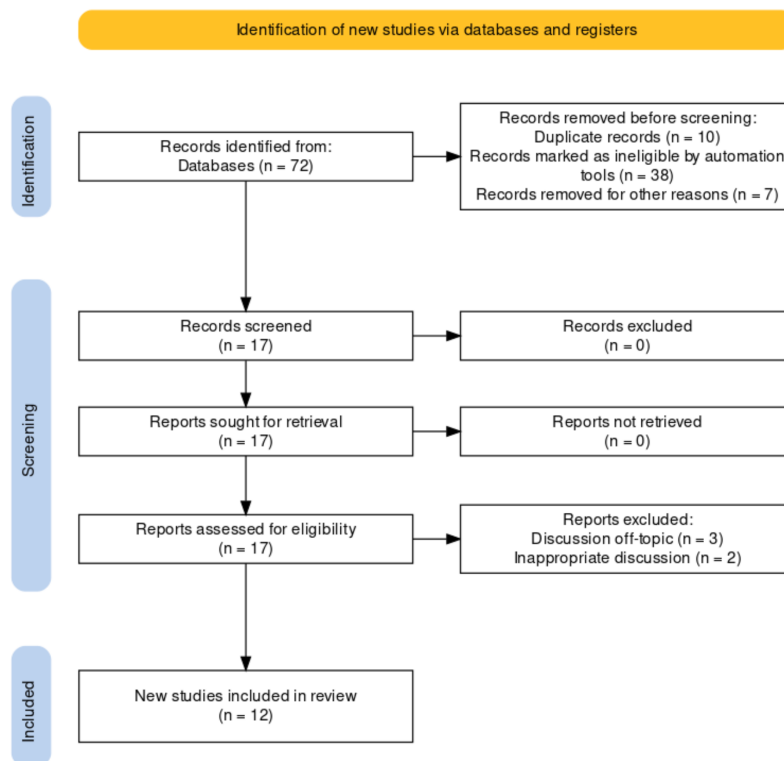 Identification of new studies via databases and registers
Identification
Records identified from:
Databases (n = 72)
Records removed before screening:
Duplicate records (n = 10)
Records marked as ineligible by automation
tools (n = 38)
Records removed for other reasons (n = 7)
Screening
Records screened
(n = 17)
Records excluded
(n = 0)
Reports sought for retrieval
(n = 17)
Reports not retrieved
(n = 0)
Reports assessed for eligibility
(n = 17)
Reports excluded:
Discussion off-topic (n = 3)
Inappropriate discussion (n = 2)
Included
New studies included in review
(n = 12)